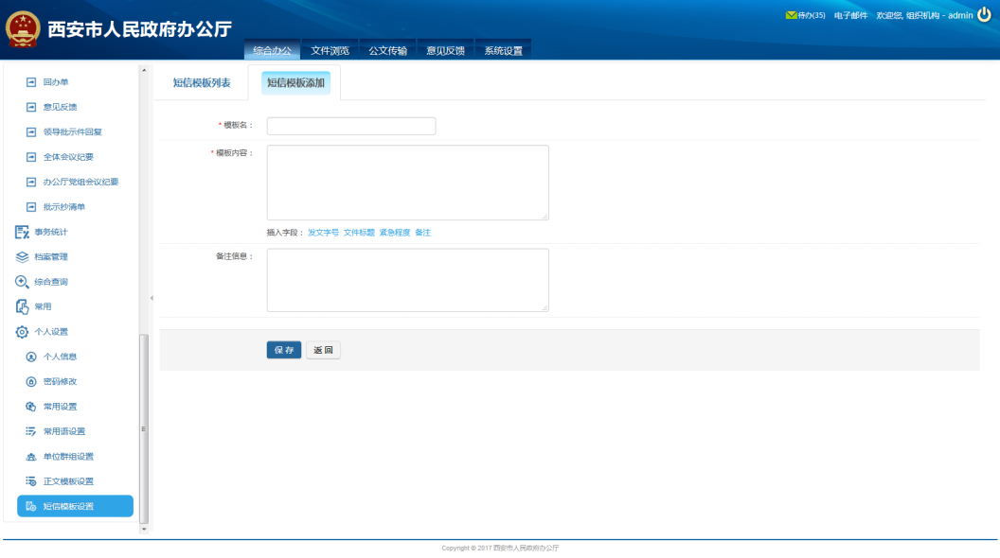 西安市人民政府办公厅
待办(35) 电子邮件 欢迎您, 组织机构 - admin
综合办公 文件浏览 公文传输 意见反馈 系统设置
回办单
意见反馈
领导批示件回复
全体会议纪要
办公厅党组会议纪要
批示抄清单
事务统计
档案管理
综合查询
常用
个人设置
个人信息
密码修改
常用设置
常用语设置
单位群组设置
正文模板设置
短信模板设置
短信模板列表 短信模板添加
* 模板名：
* 模板内容：
插入字段： 发文字号 文件标题 紧急程度 备注
备注信息：
保存 返回
Copyright © 2017 西安市人民政府办公厅